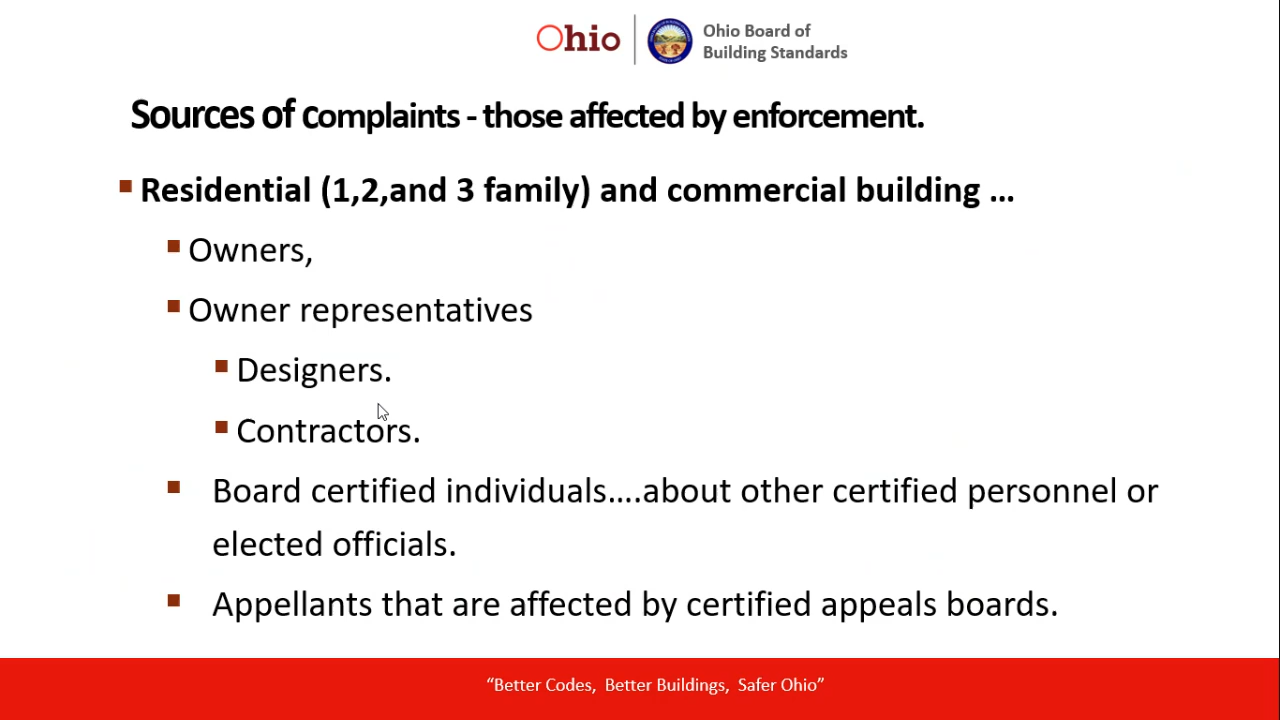 Ohio
Ohio Board of
Building Standards
Sources of complaints - those affected by enforcement.
Residential (1,2,and 3 family) and commercial building ...
Owners,
Owner representatives
Designers.
Contractors.
Board certified individuals....about other certified personnel or
elected officials.
Appellants that are affected by certified appeals boards.
“Better Codes, Better Buildings, Safer Ohio”